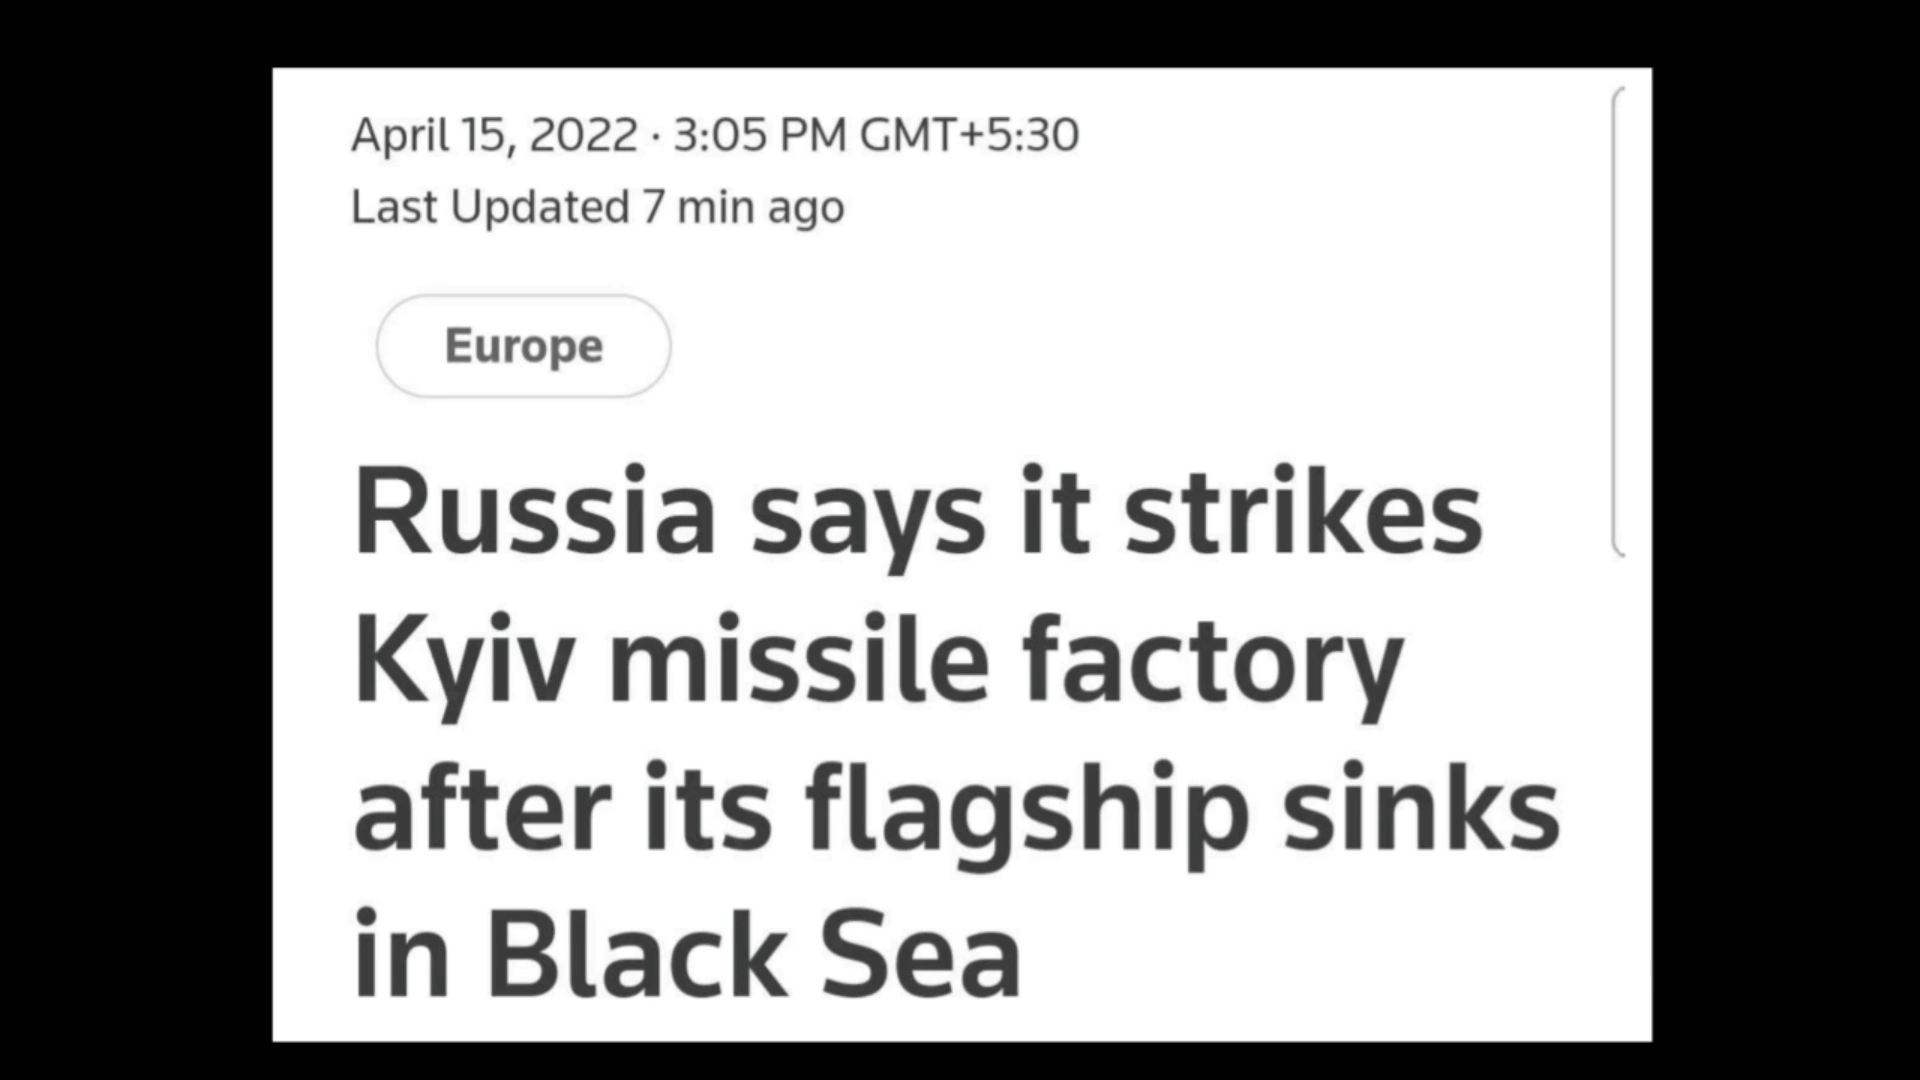 April 15, 2022 · 3:05 PM GMT+5:30
Last Updated 7 min ago
Europe
Russia says it strikes
Kyiv missile factory
after its flagship sinks
in Black Sea